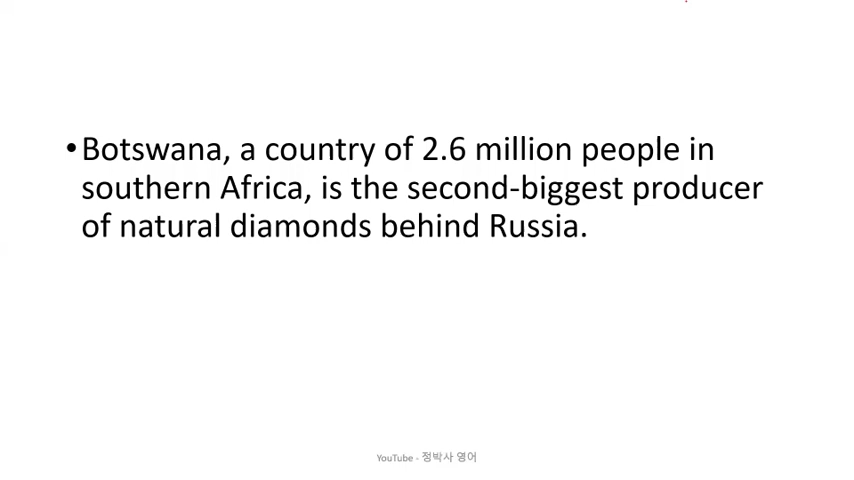 •Botswana, a country of 2.6 million people in
southern Africa, is the second-biggest producer
of natural diamonds behind Russia.
YouTube - 정박사 영어